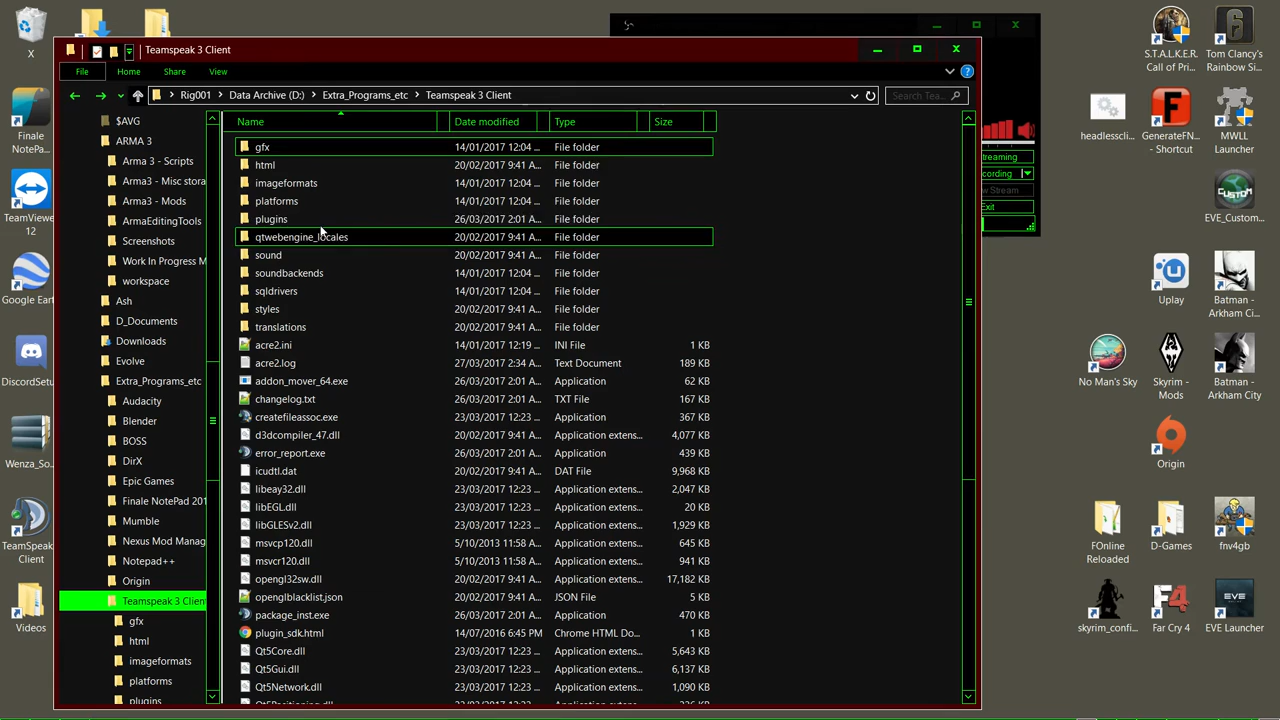 Teamspeak 3 Client
File Home Share View
Rig001 Data Archive (D:) Extra_Programs_etc Teamspeak 3 Client
Search Tea...
Name Date modified Type Size
gfx 14/01/2017 12:04 ... File folder
html 20/02/2017 9:41 A... File folder
imageformats 14/01/2017 12:04 ... File folder
platforms 14/01/2017 12:04 ... File folder
plugins 26/03/2017 2:01 A... File folder
qtwebengine_locales 20/02/2017 9:41 A... File folder
sound 20/02/2017 9:41 A... File folder
soundbackends 14/01/2017 12:04 ... File folder
sqldrivers 14/01/2017 12:04 ... File folder
styles 20/02/2017 9:41 A... File folder
translations 20/02/2017 9:41 A... File folder
acre2.ini 14/01/2017 12:19 ... INI File 1 KB
acre2.log 27/03/2017 2:34 A... Text Document 189 KB
addon_mover_64.exe 26/03/2017 2:01 A... Application 62 KB
changelog.txt 26/03/2017 2:01 A... TXT File 167 KB
createfileassoc.exe 23/03/2017 12:23 ... Application 367 KB
d3dcompiler_47.dll 20/02/2017 9:41 A... Application extens... 4,077 KB
error_report.exe 26/03/2017 2:01 A... Application 439 KB
icudtl.dat 20/02/2017 9:41 A... DAT File 9,968 KB
libeay32.dll 23/03/2017 12:23 ... Application extens... 2,047 KB
libEGL.dll 23/03/2017 12:23 ... Application extens... 20 KB
libGLESv2.dll 23/03/2017 12:23 ... Application extens... 1,929 KB
msvcp120.dll 5/10/2013 11:58 A... Application extens... 645 KB
msvcr120.dll 5/10/2013 11:58 A... Application extens... 941 KB
opengl32sw.dll 20/02/2017 9:41 A... Application extens... 17,182 KB
openglblacklist.json 20/02/2017 9:41 A... JSON File 5 KB
package_inst.exe 26/03/2017 2:01 A... Application 470 KB
plugin_sdk.html 14/07/2016 6:45 PM Chrome HTML Do... 1 KB
Qt5Core.dll 23/03/2017 12:23 ... Application extens... 5,643 KB
Qt5Gui.dll 23/03/2017 12:23 ... Application extens... 6,137 KB
Qt5Network.dll 23/03/2017 12:23 ... Application extens... 1,090 KB
$AVG
ARMA 3
Arma 3 - Scripts
Arma3 - Misc stora
Arma3 - Mods
ArmaEditingTools
Screenshots
Work In Progress M
workspace
Ash
D_Documents
Downloads
Evolve
Extra_Programs_etc
Audacity
Blender
BOSS
DirX
Epic Games
Finale NotePad 201
Mumble
Nexus Mod Manag
Notepad++
Origin
Teamspeak 3 Client
gfx
html
imageformats
platforms
plugins
X
Finale
NotePa...
TeamViewer
12
Google Eart
DiscordSetu
Wenza_So...
TeamSpeak
Client
Videos
treaming
cording
w Stream
Exit
S.T.A.L.K.E.R.
Call of Pri...
Tom Clancy's
Rainbow Si...
headlesscli...
GenerateFN...
- Shortcut
MWLL
Launcher
EVE_Custom...
Uplay
Batman -
Arkham Ci...
No Man's Sky
Skyrim -
Mods
Batman -
Arkham City
Origin
FOnline
Reloaded
D-Games
fnv4gb
skyrim_confi...
Far Cry 4
EVE Launcher